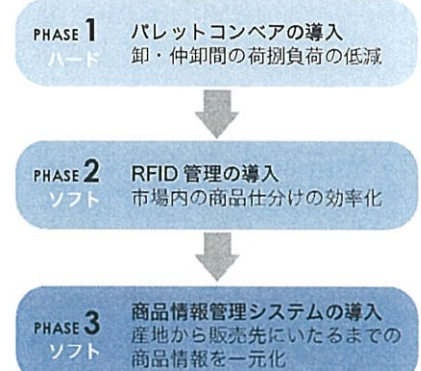 PHASE 1 パレットコンベアの導入
ハード 卸・仲卸間の荷捌負荷の低減
PHASE 2 RFID 管理の導入
ソフト 市場内の商品仕分けの効率化
PHASE 3 商品情報管理システムの導入
ソフト 産地から販売先にいたるまでの
商品情報を一元化